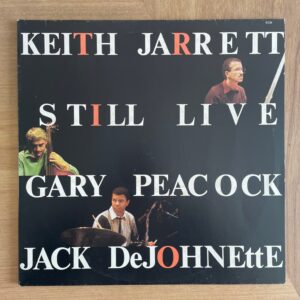 KEITH JARRETT
STILL LIVE
GARY PEACOCK
JACK DeJOHNEttE